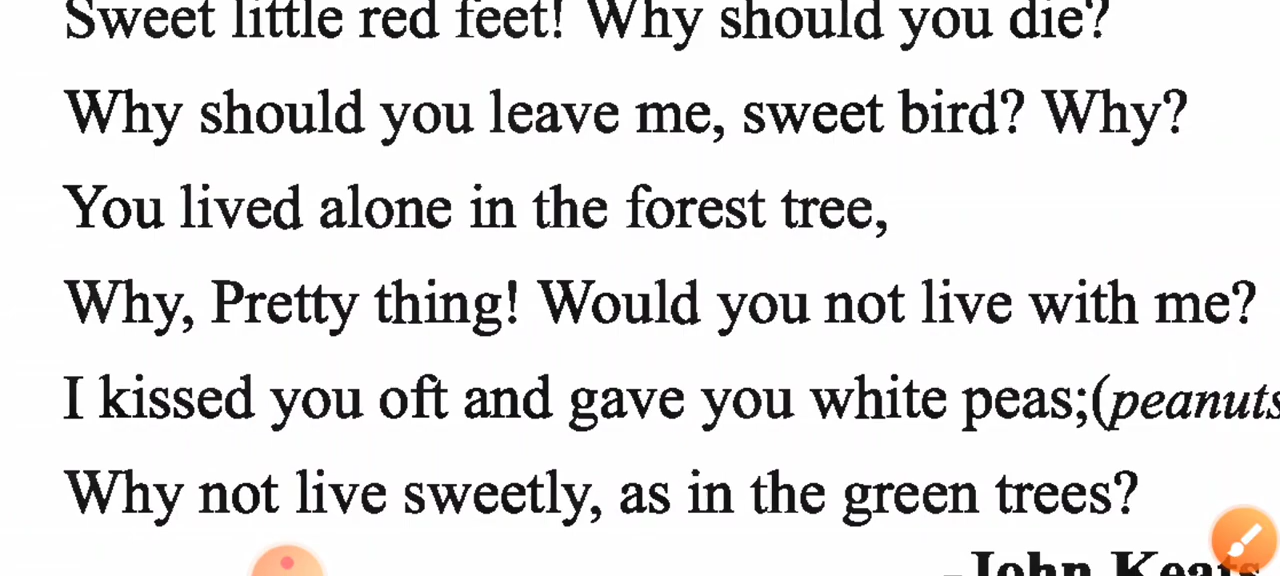 Sweet little red feet! Why should you die?
Why should you leave me, sweet bird? Why?
You lived alone in the forest tree,
Why, Pretty thing! Would you not live with me?
I kissed you oft and gave you white peas;(peanuts
Why not live sweetly, as in the green trees?
-John Keats